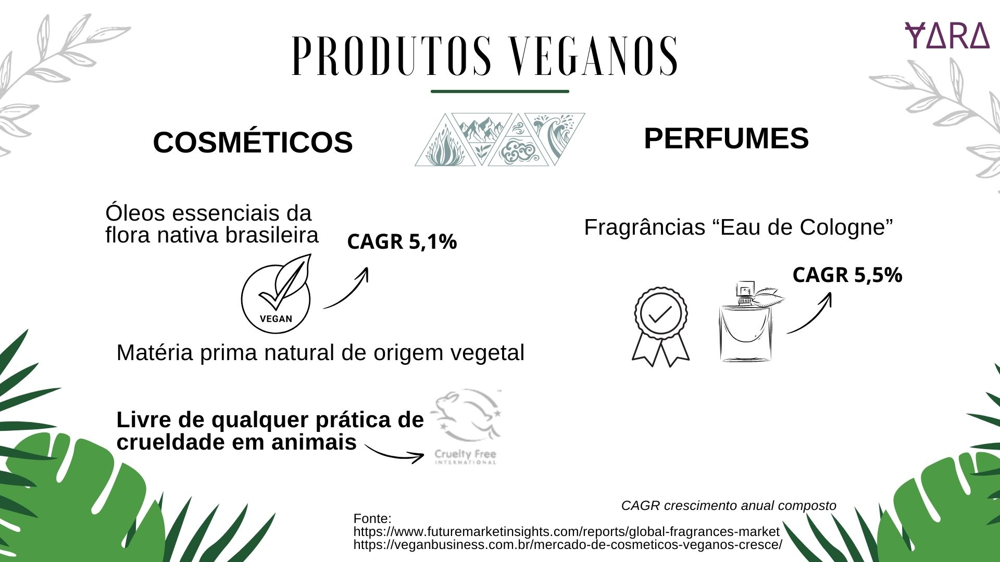 PRODUTOS VEGANOS
YARA
COSMÉTICOS
Óleos essenciais da
flora nativa brasileira
CAGR 5,1%
VEGAN
Matéria prima natural de origem vegetal
Livre de qualquer prática de
crueldade em animais
Cruelty Free
INTERNATIONAL
PERFUMES
Fragrâncias “Eau de Cologne”
CAGR 5,5%
CAGR crescimento anual composto
Fonte:
https://www.futuremarketinsights.com/reports/global-fragrances-market
https://veganbusiness.com.br/mercado-de-cosmeticos-veganos-cresce/